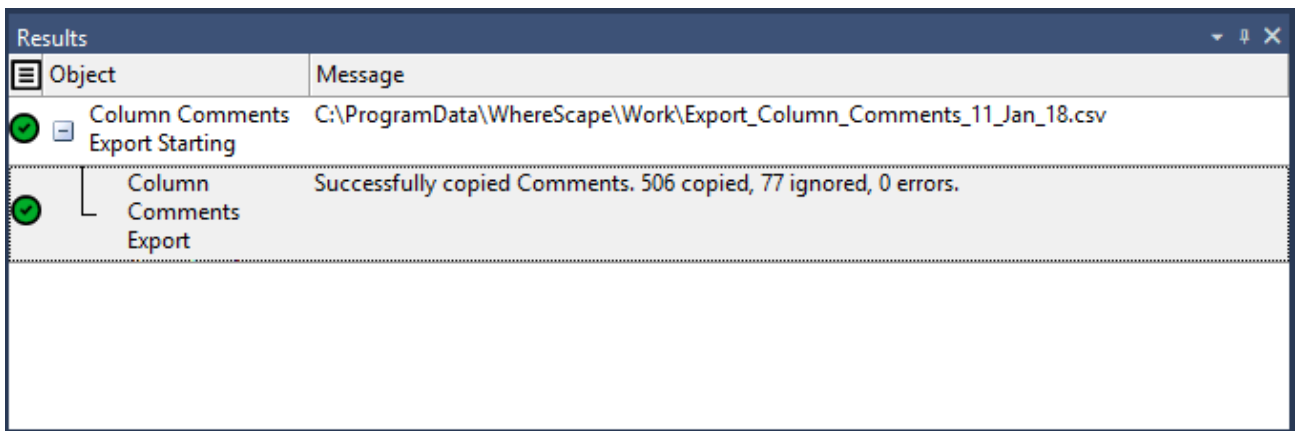 Results
Object Message
Column Comments Export Starting C:\ProgramData\WhereScape\Work\Export_Column_Comments_11_Jan_18.csv
Column Comments Export Successfully copied Comments. 506 copied, 77 ignored, 0 errors.